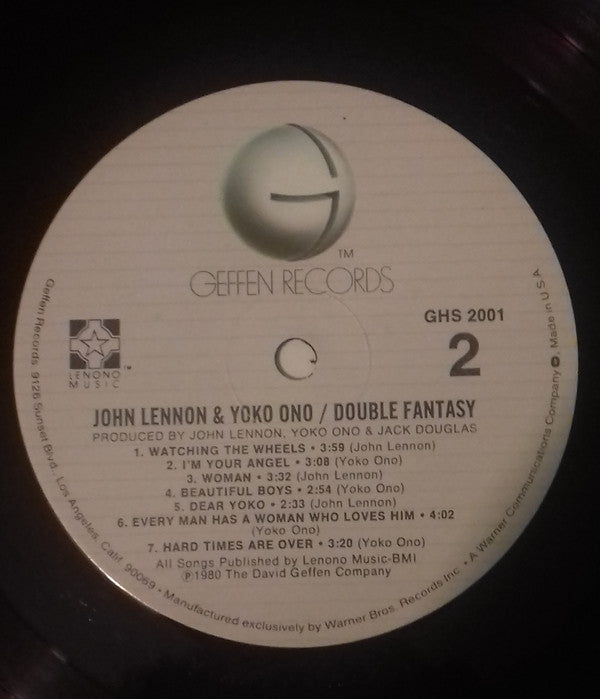 G
TM
GEFFEN RECORDS
GHS 2001
2
LENONO
MUSIC
TM
JOHN LENNON & YOKO ONO / DOUBLE FANTASY
PRODUCED BY JOHN LENNON, YOKO ONO & JACK DOUGLAS
1. WATCHING THE WHEELS • 3:59 (John Lennon)
2. I'M YOUR ANGEL • 3:08 (Yoko Ono)
3. WOMAN • 3:32 (John Lennon)
4. BEAUTIFUL BOYS • 2:54 (Yoko Ono)
5. DEAR YOKO • 2:33 (John Lennon)
6. EVERY MAN HAS A WOMAN WHO LOVES HIM • 4:02
(Yoko Ono)
7. HARD TIMES ARE OVER • 3:20 (Yoko Ono)
All Songs Published by Lenono Music-BMI
℗1980 The David Geffen Company
Geffen Records 9126 Sunset Blvd., Los Angeles, Calif. 90069 • Manufactured exclusively by Warner Bros. Records Inc. • A Warner Communications Company. Made in U.S.A.